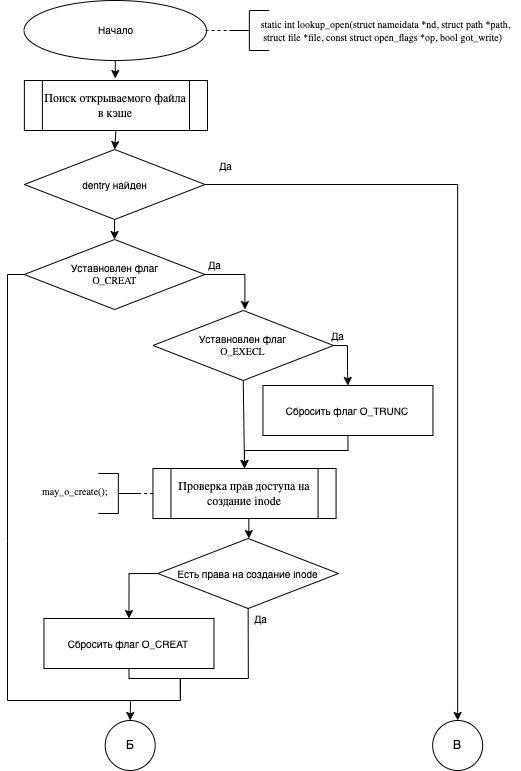 Начало
static int lookup_open(struct nameidata *nd, struct path *path,
struct file *file, const struct open_flags *op, bool got_write)
Поиск открываемого файла
в кэше
Да
dentry найден
Уставновлен флаг
O_CREAT
Да
Уставновлен флаг
O_EXECL
Да
Сбросить флаг O_TRUNC
may_o_create();
Проверка прав доступа на
создание inode
Есть права на создание inode
Да
Сбросить флаг O_CREAT
Б
В